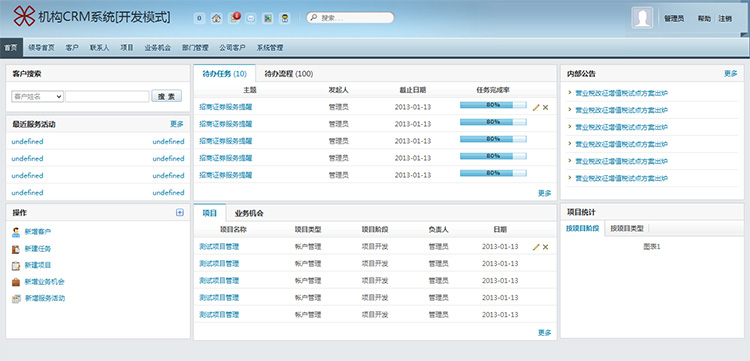 机构CRM系统[开发模式]
0
搜索...
管理员 帮助 注销
首页 领导首页 客户 联系人 项目 业务机会 部门管理 公司客户 系统管理
客户搜索
客户姓名 搜 索
最近服务活动 更多
undefined undefined
undefined undefined
undefined undefined
undefined undefined
操作
新增客户
新建任务
新建项目
新增业务机会
新增服务活动
待办任务 (10) 待办流程 (100)
主题 发起人 截止日期 任务完成率
招商证券服务提醒 管理员 2013-01-13 80%
招商证券服务提醒 管理员 2013-01-13 80%
招商证券服务提醒 管理员 2013-01-13 80%
招商证券服务提醒 管理员 2013-01-13 80%
招商证券服务提醒 管理员 2013-01-13 80%
更多
项目 业务机会
项目名称 项目类型 项目阶段 负责人 日期
测试项目管理 帐户管理 项目开发 管理员 2013-01-13
测试项目管理 帐户管理 项目开发 管理员 2013-01-13
测试项目管理 帐户管理 项目开发 管理员 2013-01-13
测试项目管理 帐户管理 项目开发 管理员 2013-01-13
测试项目管理 帐户管理 项目开发 管理员 2013-01-13
更多
内部公告 更多
营业税改征增值税试点方案出炉
营业税改征增值税试点方案出炉
营业税改征增值税试点方案出炉
营业税改征增值税试点方案出炉
营业税改征增值税试点方案出炉
营业税改征增值税试点方案出炉
项目统计
按项目阶段 按项目类型
图表1